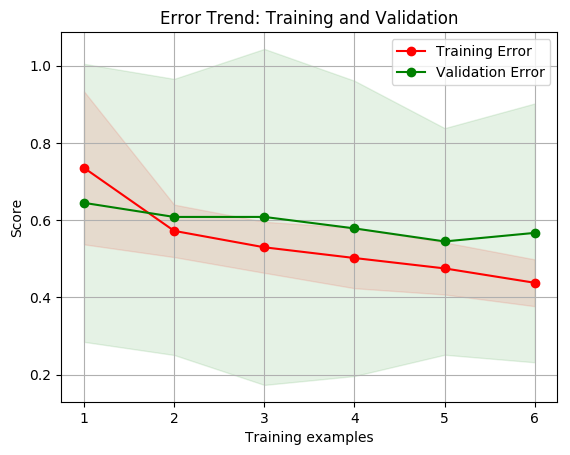 Error Trend: Training and Validation
Training Error
Validation Error
Score
1.0
0.8
0.6
0.4
0.2
1 2 3 4 5 6
Training examples